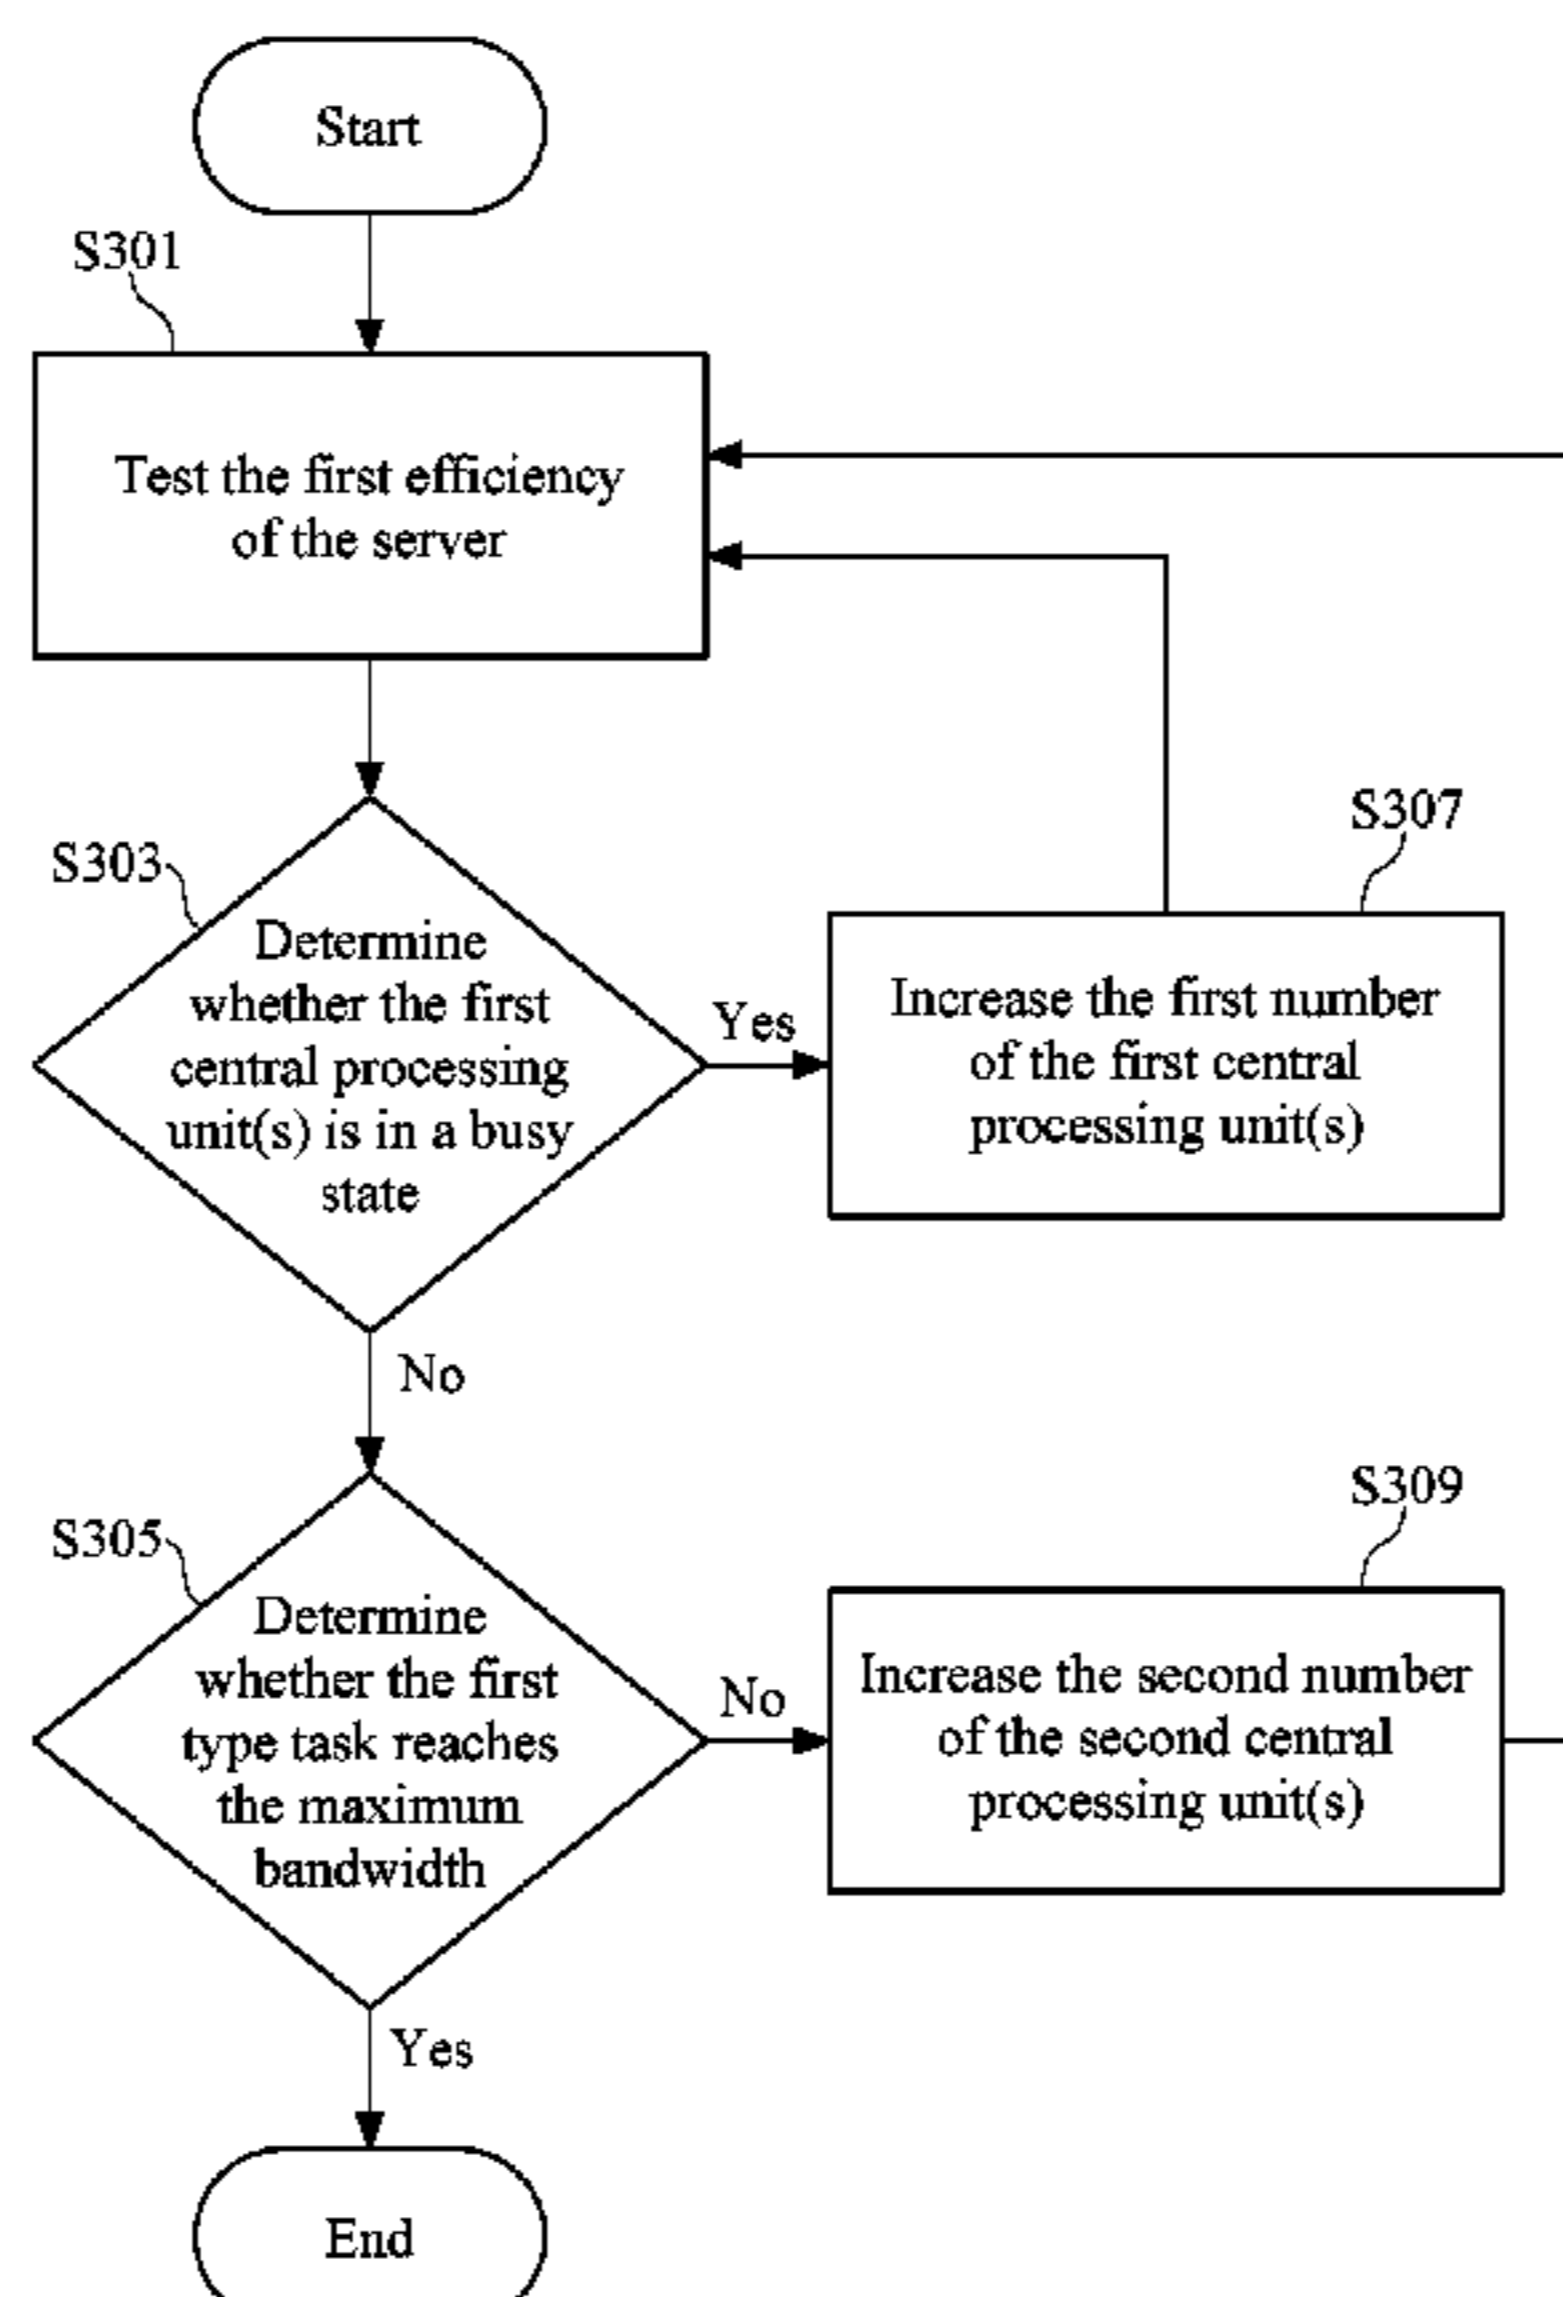 Start
S301
Test the first efficiency
of the server
S303
Determine
whether the first
central processing
unit(s) is in a busy
state
Yes
S307
Increase the first number
of the first central
processing unit(s)
No
S305
Determine
whether the first
type task reaches
the maximum
bandwidth
No
S309
Increase the second number
of the second central
processing unit(s)
Yes
End